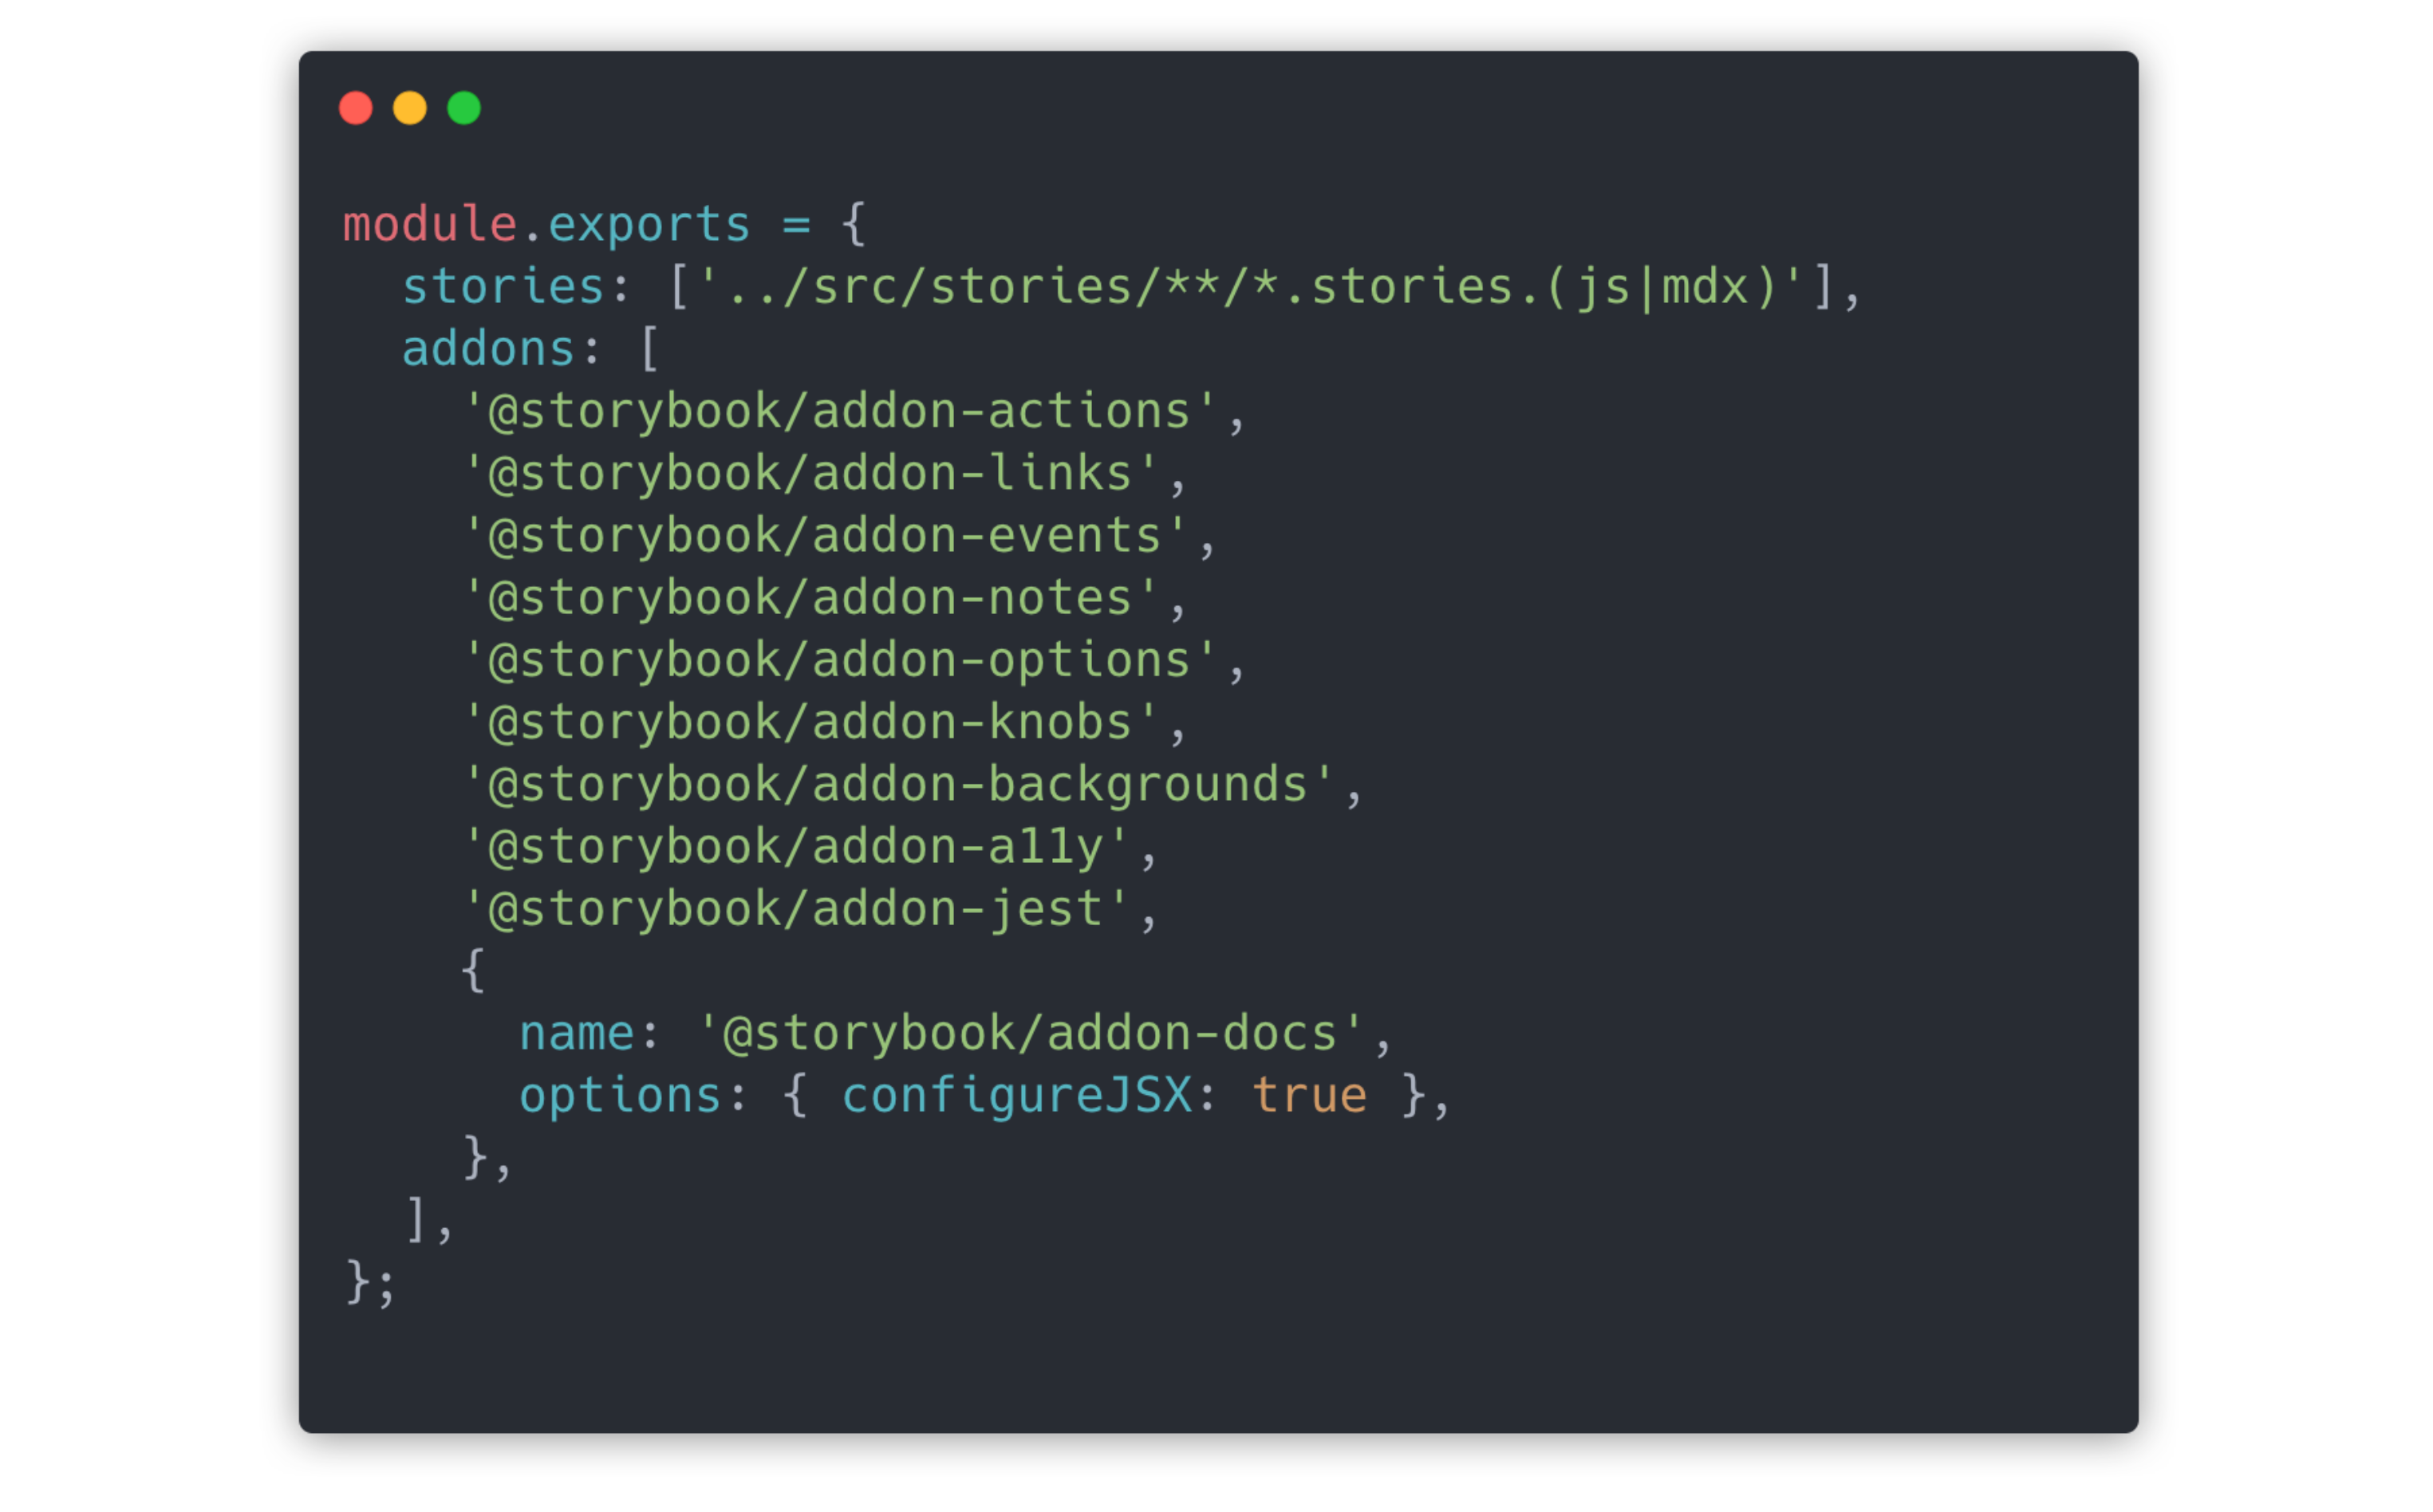 module.exports = {
  stories: ['../src/stories/**/*.stories.(js|mdx)'],
  addons: [
    '@storybook/addon-actions',
    '@storybook/addon-links',
    '@storybook/addon-events',
    '@storybook/addon-notes',
    '@storybook/addon-options',
    '@storybook/addon-knobs',
    '@storybook/addon-backgrounds',
    '@storybook/addon-a11y',
    '@storybook/addon-jest',
    {
      name: '@storybook/addon-docs',
      options: { configureJSX: true },
    },
  ],
};